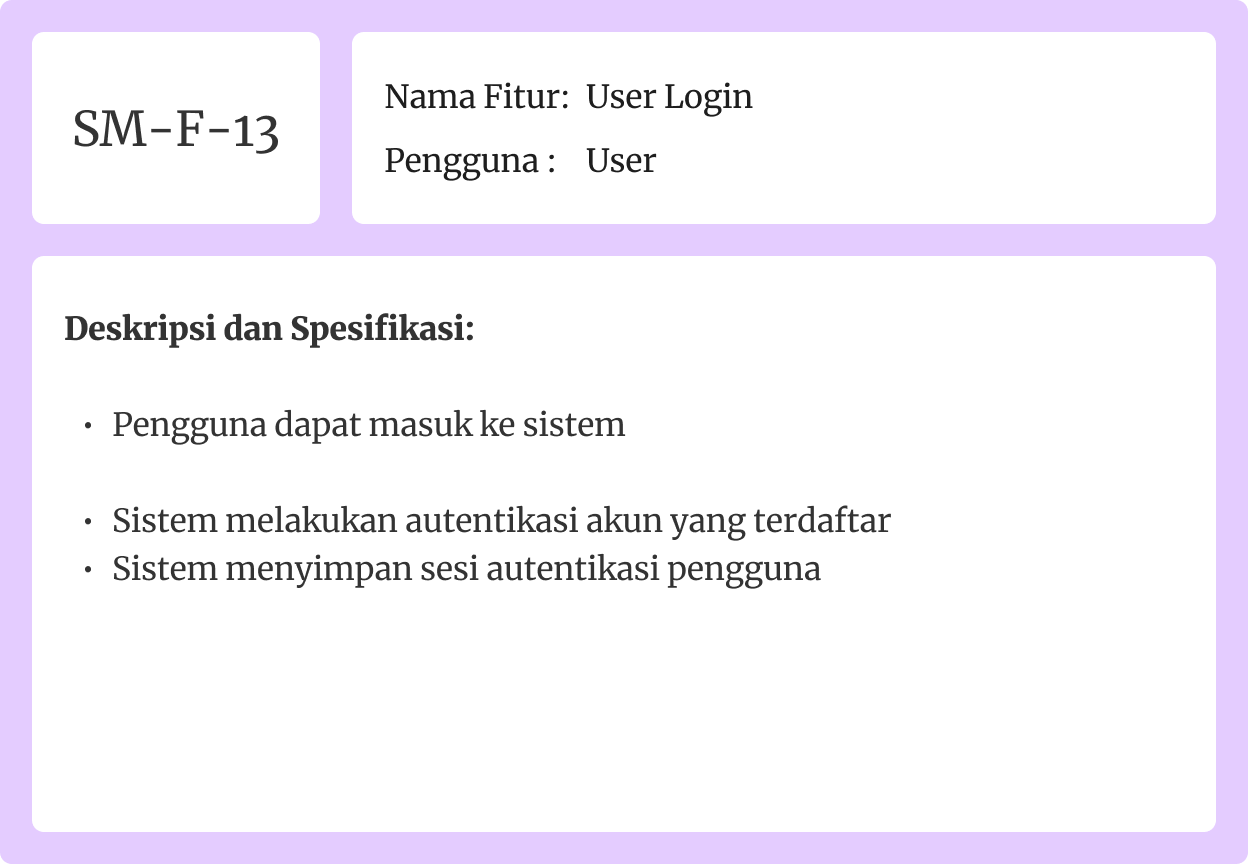 SM-F-13
Nama Fitur: User Login
Pengguna : User
Deskripsi dan Spesifikasi:
• Pengguna dapat masuk ke sistem
• Sistem melakukan autentikasi akun yang terdaftar
• Sistem menyimpan sesi autentikasi pengguna